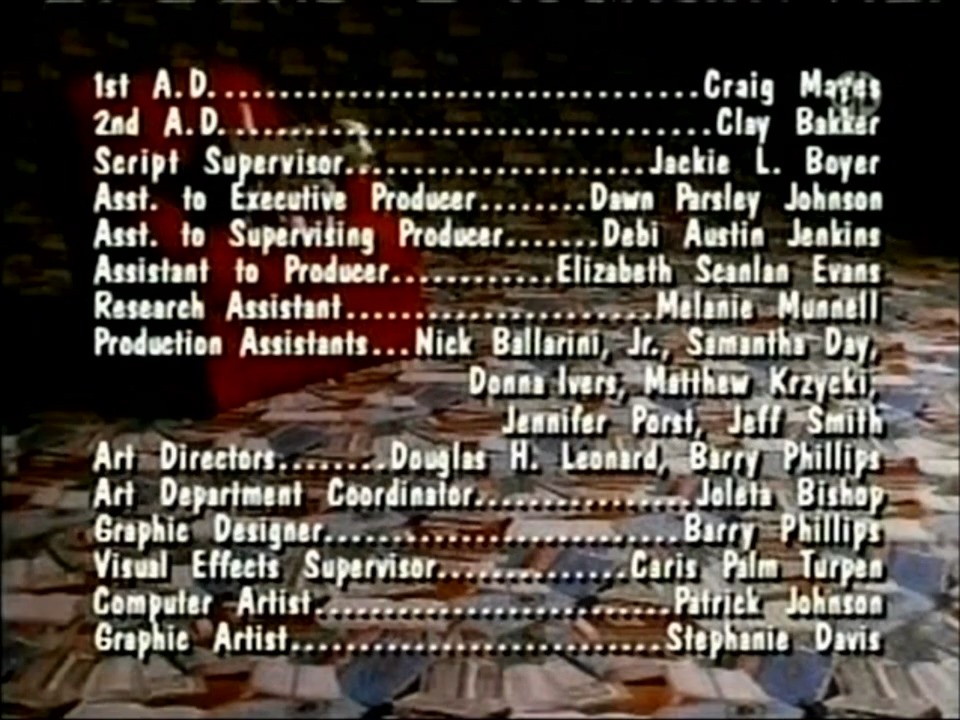 1st A.D. Craig Mayes
2nd A.D. Clay Bakker
Script Supervisor Jackie L. Boyer
Asst. to Executive Producer Dawn Parsley Johnson
Asst. to Supervising Producer Debi Austin Jenkins
Assistant to Producer Elizabeth Scanlan Evans
Research Assistant Melanie Munnell
Production Assistants Nick Ballarini, Jr., Samantha Day,
Donna Ivers, Matthew Krzycki,
Jennifer Porst, Jeff Smith
Art Directors Douglas H. Leonard, Barry Phillips
Art Department Coordinator Joleta Bishop
Graphic Designer Barry Phillips
Visual Effects Supervisor Caris Palm Turpen
Computer Artist Patrick Johnson
Graphic Artist Stephanie Davis